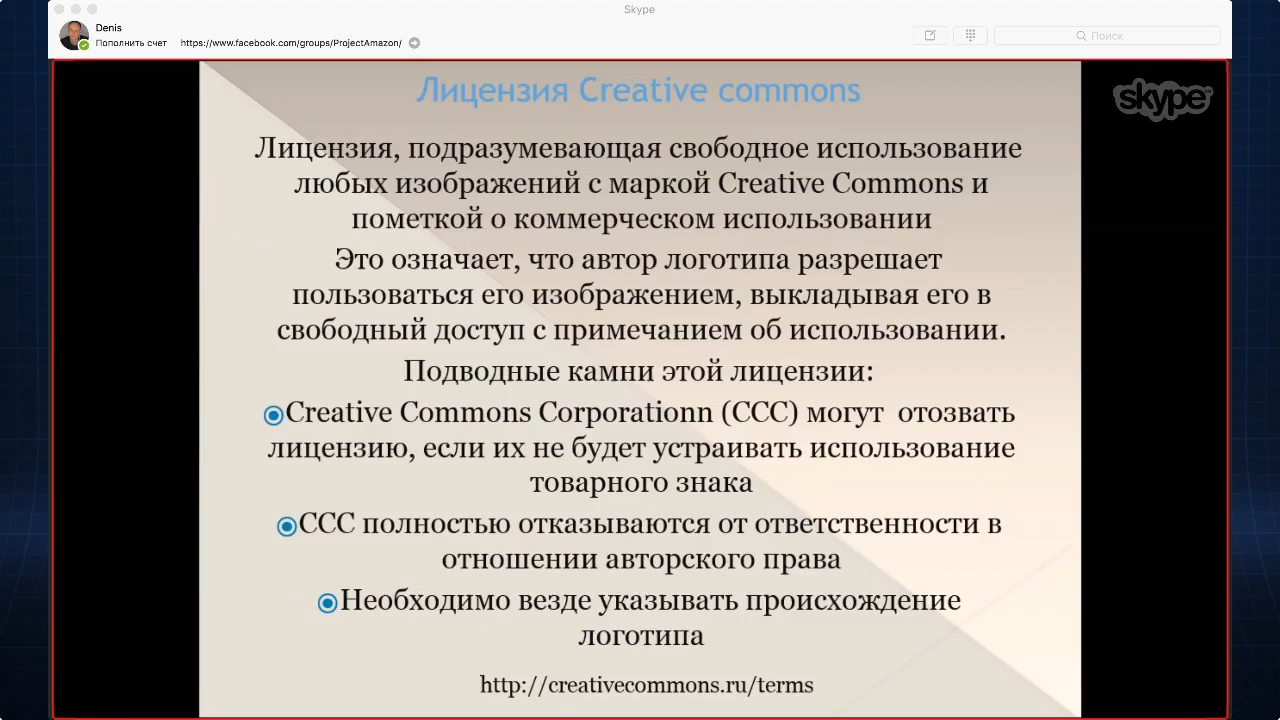 Skype
Denis
Пополнить счет https://www.facebook.com/groups/ProjectAmazon/
Поиск
skype™
Лицензия Creative commons
Лицензия, подразумевающая свободное использование
любых изображений с маркой Creative Commons и
пометкой о коммерческом использовании
Это означает, что автор логотипа разрешает
пользоваться его изображением, выкладывая его в
свободный доступ с примечанием об использовании.
Подводные камни этой лицензии:
Creative Commons Corporationn (CCC) могут отозвать
лицензию, если их не будет устраивать использование
товарного знака
CCC полностью отказываются от ответственности в
отношении авторского права
Необходимо везде указывать происхождение
логотипа
http://creativecommons.ru/terms